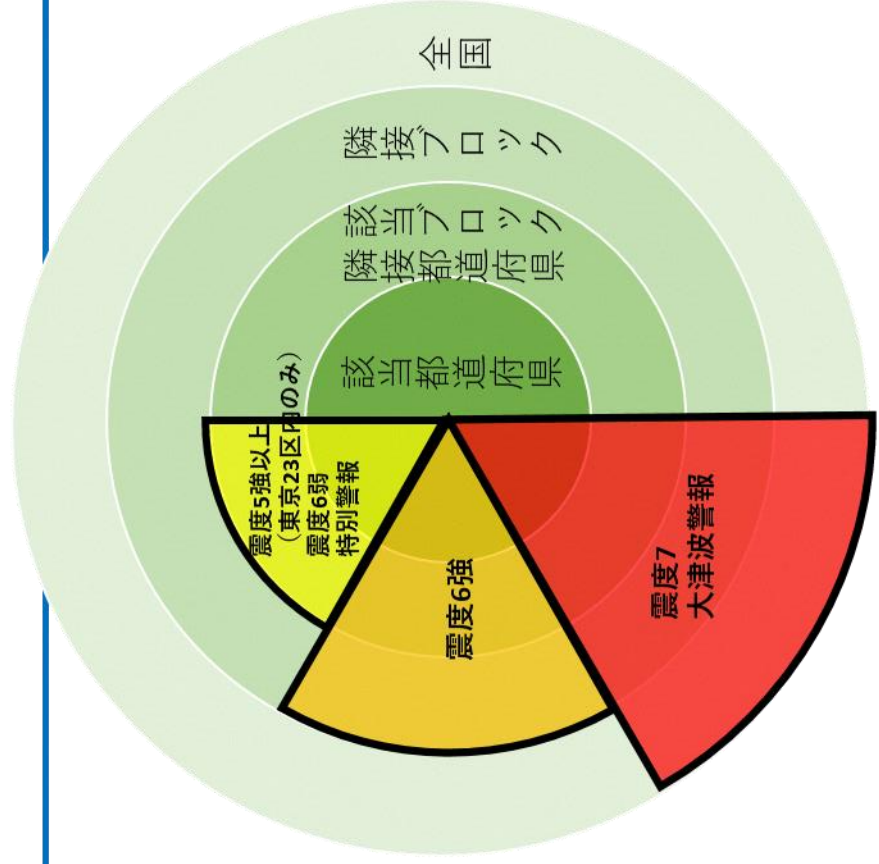 全国
隣接ブロック
該当ブロック
隣接都道府県
該当都道府県
震度5強以上
（東京23区内のみ）
震度6弱
特別警報
震度6強
震度7
大津波警報